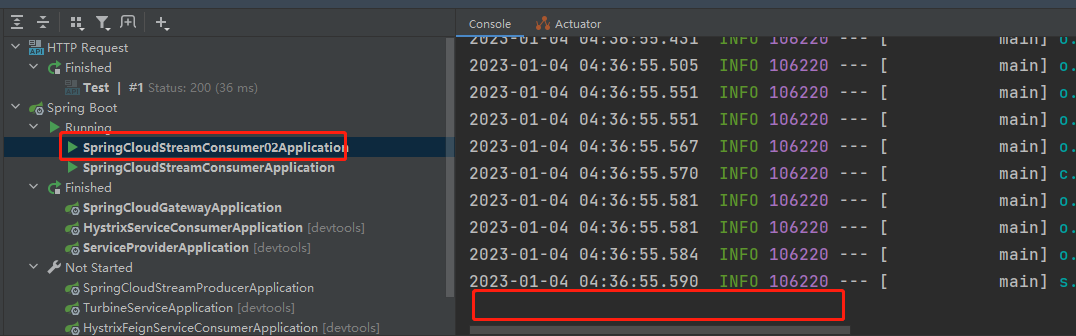 Console
Actuator
HTTP Request
Finished
Test | #1 Status: 200 (36 ms)
Spring Boot
Running
SpringCloudStreamConsumer02Application
SpringCloudStreamConsumerApplication
Finished
SpringCloudGatewayApplication
HystrixServiceConsumerApplication [devtools]
ServiceProviderApplication [devtools]
Not Started
SpringCloudStreamProducerApplication
TurbineServiceApplication [devtools]
HystrixFeignServiceConsumerApplication [devtools]
2023-01-04 04:36:55.431 INFO 106220 --- [ main] o.
2023-01-04 04:36:55.505 INFO 106220 --- [ main] o.
2023-01-04 04:36:55.551 INFO 106220 --- [ main] o.
2023-01-04 04:36:55.551 INFO 106220 --- [ main] o.
2023-01-04 04:36:55.567 INFO 106220 --- [ main] o.
2023-01-04 04:36:55.570 INFO 106220 --- [ main] c.
2023-01-04 04:36:55.581 INFO 106220 --- [ main] o.
2023-01-04 04:36:55.581 INFO 106220 --- [ main] o.
2023-01-04 04:36:55.584 INFO 106220 --- [ main] o.
2023-01-04 04:36:55.590 INFO 106220 --- [ main] s.